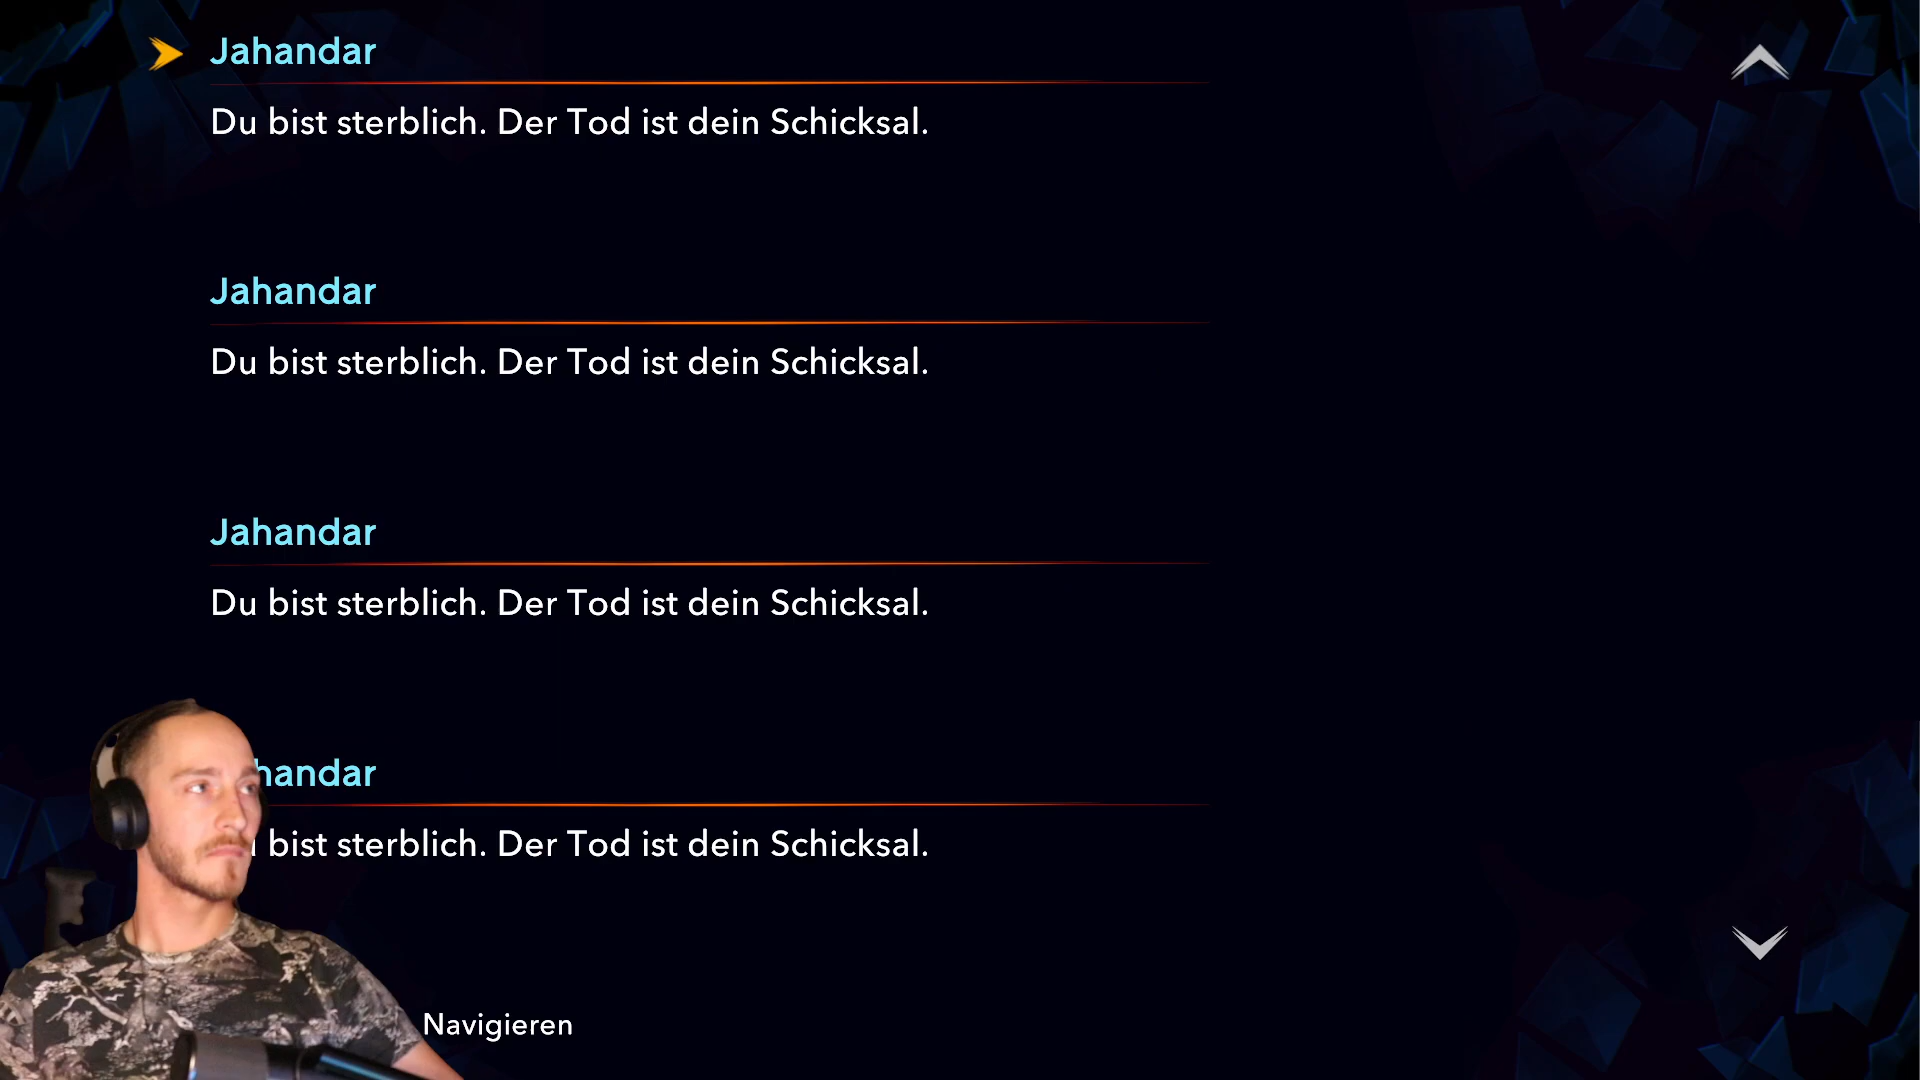 Jahandar
Du bist sterblich. Der Tod ist dein Schicksal.
Jahandar
Du bist sterblich. Der Tod ist dein Schicksal.
Jahandar
Du bist sterblich. Der Tod ist dein Schicksal.
handar
bist sterblich. Der Tod ist dein Schicksal.
Navigieren